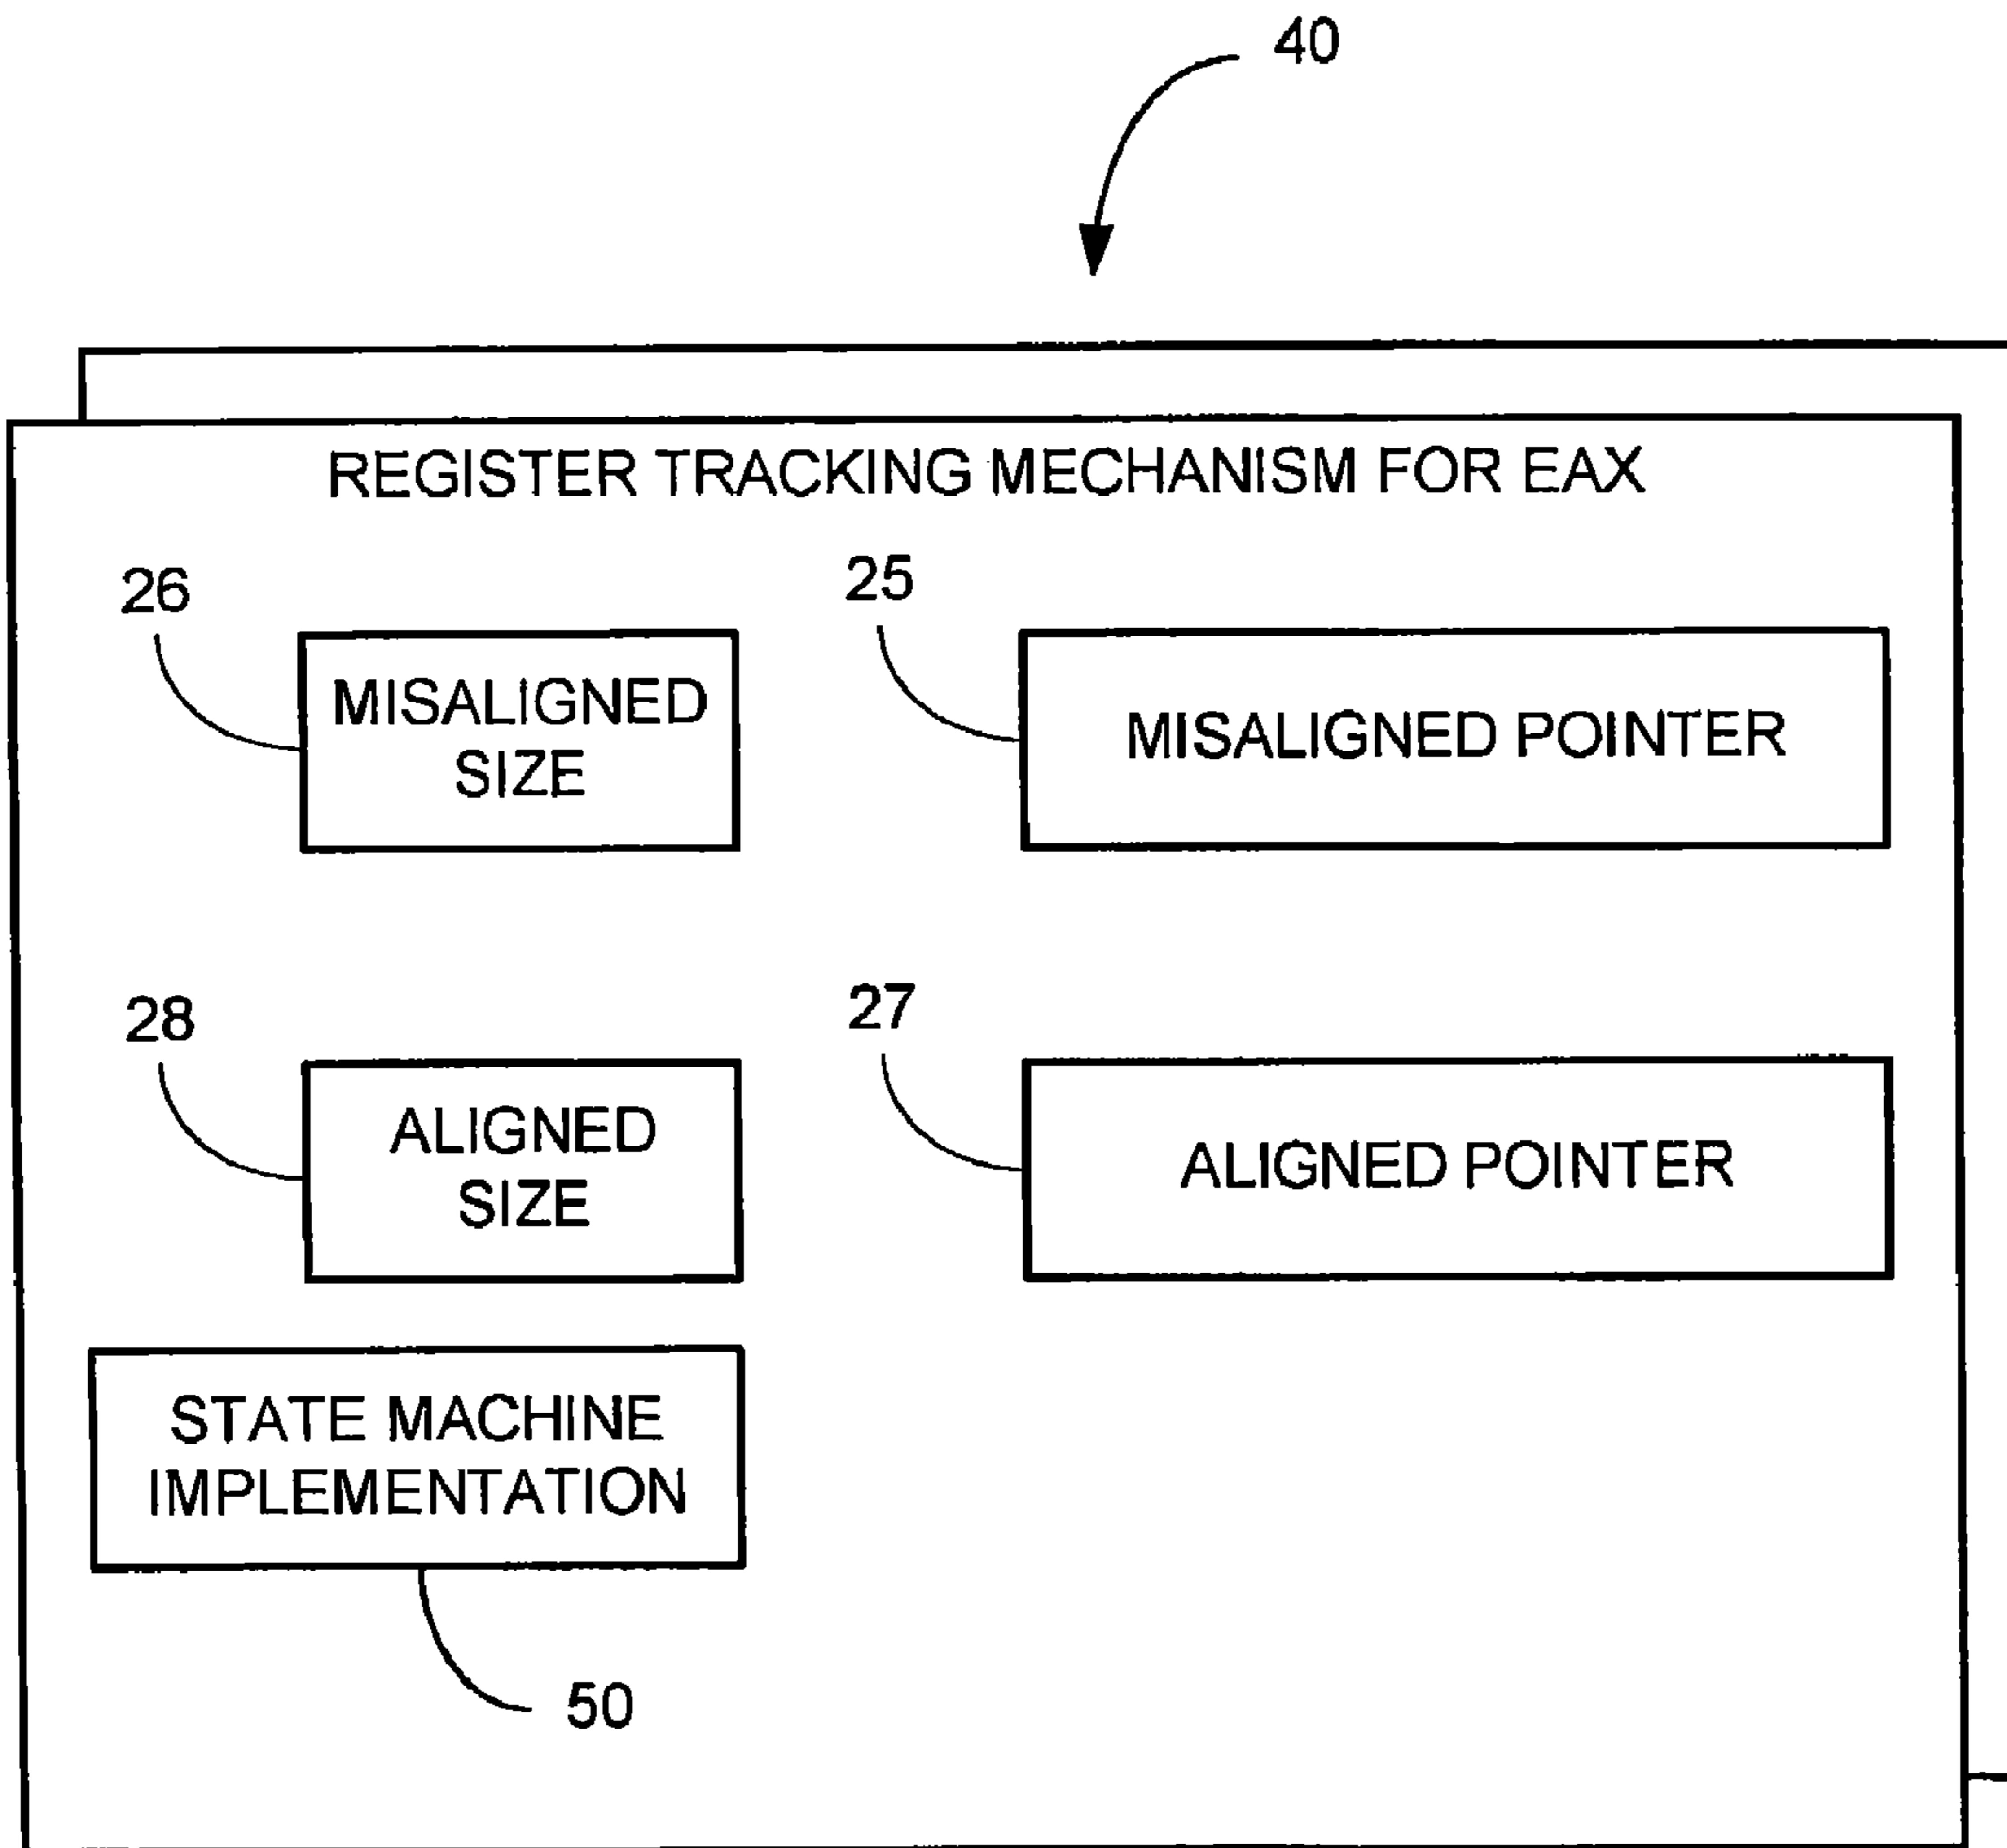 40
REGISTER TRACKING MECHANISM FOR EAX
26
25
MISALIGNED
SIZE
MISALIGNED POINTER
28
27
ALIGNED
SIZE
ALIGNED POINTER
STATE MACHINE
IMPLEMENTATION
50